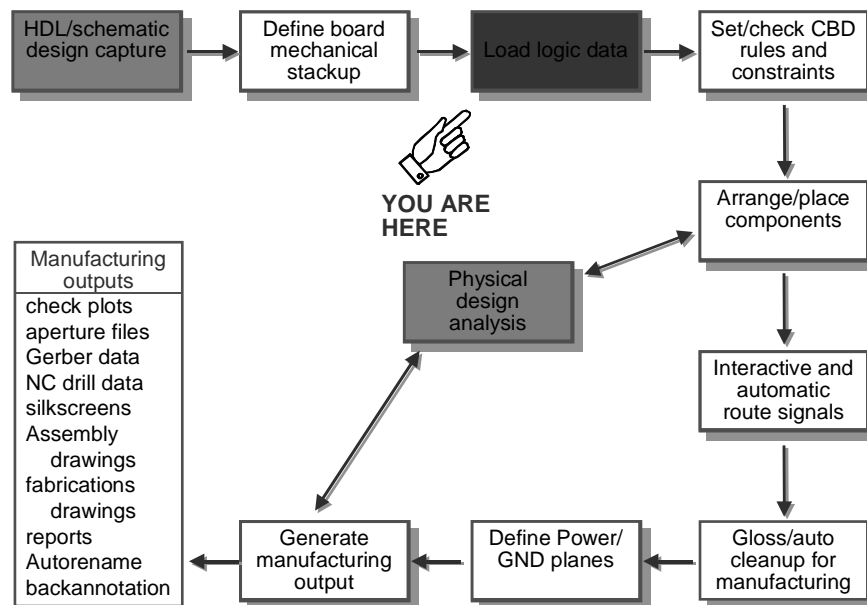 HDL/schematic
design capture
Define board
mechanical
stackup
Load logic data
Set/check CBD
rules and
constraints
YOU ARE
HERE
Arrange/place
components
Physical
design
analysis
Interactive and
automatic
route signals
Gloss/auto
cleanup for
manufacturing
Define Power/
GND planes
Generate
manufacturing
output
Manufacturing
outputs
check plots
aperture files
Gerber data
NC drill data
silkscreens
Assembly
drawings
fabrications
drawings
reports
Autorename
backannotation